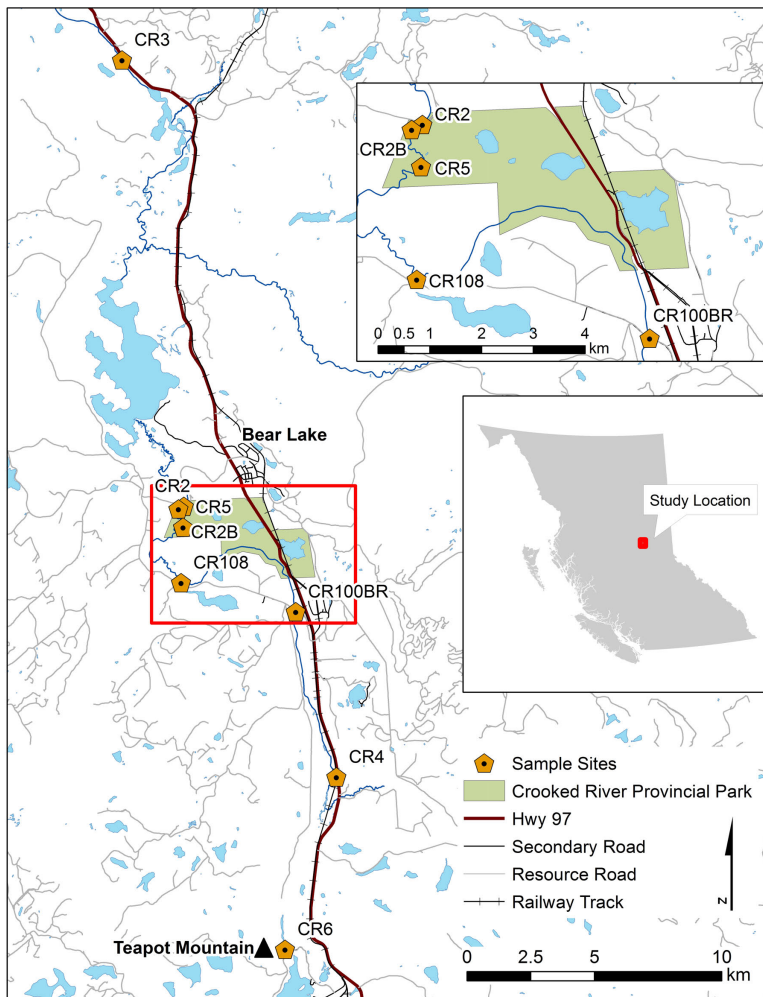 CR3
CR2
CR2B
CR5
CR108
CR100BR
0 0.5 1 2 3 4
km
Bear Lake
CR2
CR5
CR2B
CR108
CR100BR
Study Location
CR4
Sample Sites
Crooked River Provincial Park
Hwy 97
Secondary Road
Resource Road
Railway Track
N
CR6
Teapot Mountain
0 2.5 5 10
km